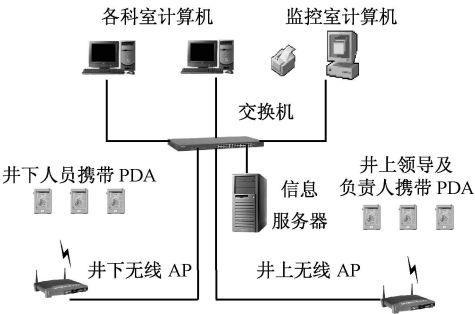 各科室计算机
监控室计算机
交换机
井下人员携带 PDA
信息
服务器
井上领导及
负责人携带 PDA
井下无线 AP
井上无线 AP